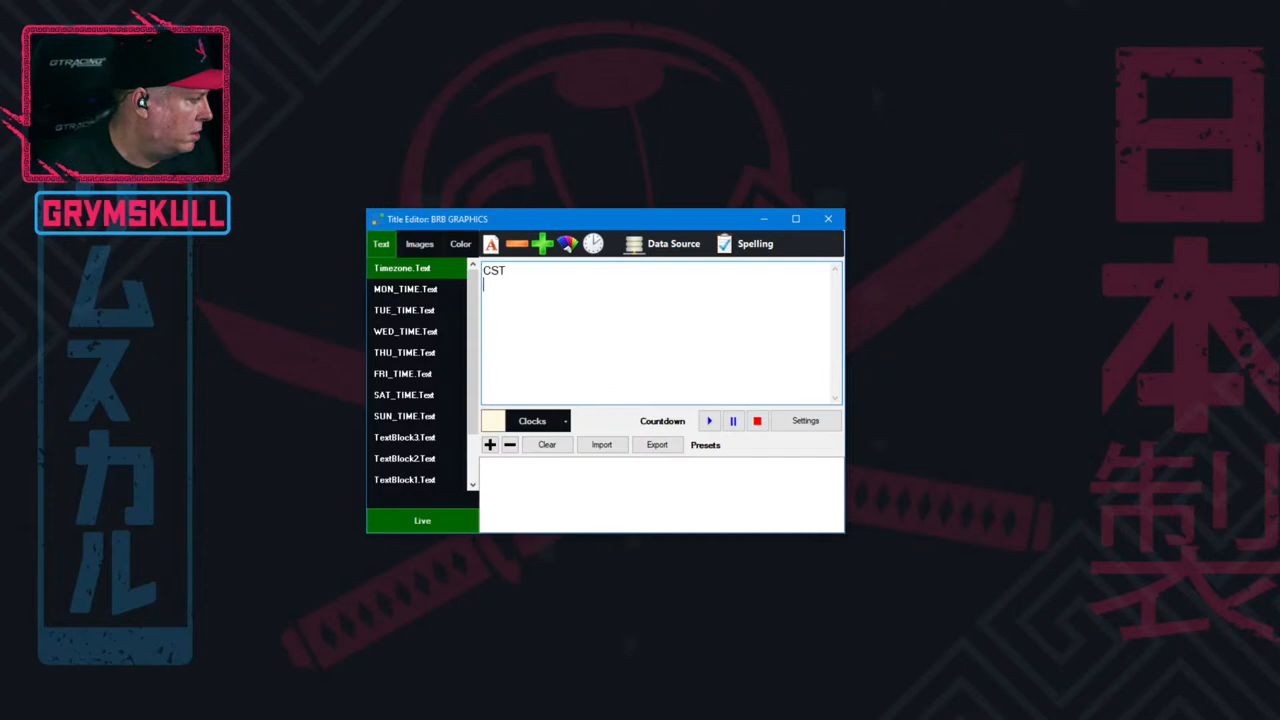 GTRACING
GTRACING
GRYMSKULL
ムスカル
日本製
Title Editor: BRB GRAPHICS
Text Images Color Data Source Spelling
Timezone.Text
MON_TIME.Text
TUE_TIME.Text
WED_TIME.Text
THU_TIME.Text
FRI_TIME.Text
SAT_TIME.Text
SUN_TIME.Text
TextBlock3.Text
TextBlock2.Text
TextBlock1.Text
Live
CST
Clocks Countdown Settings
Clear Import Export Presets